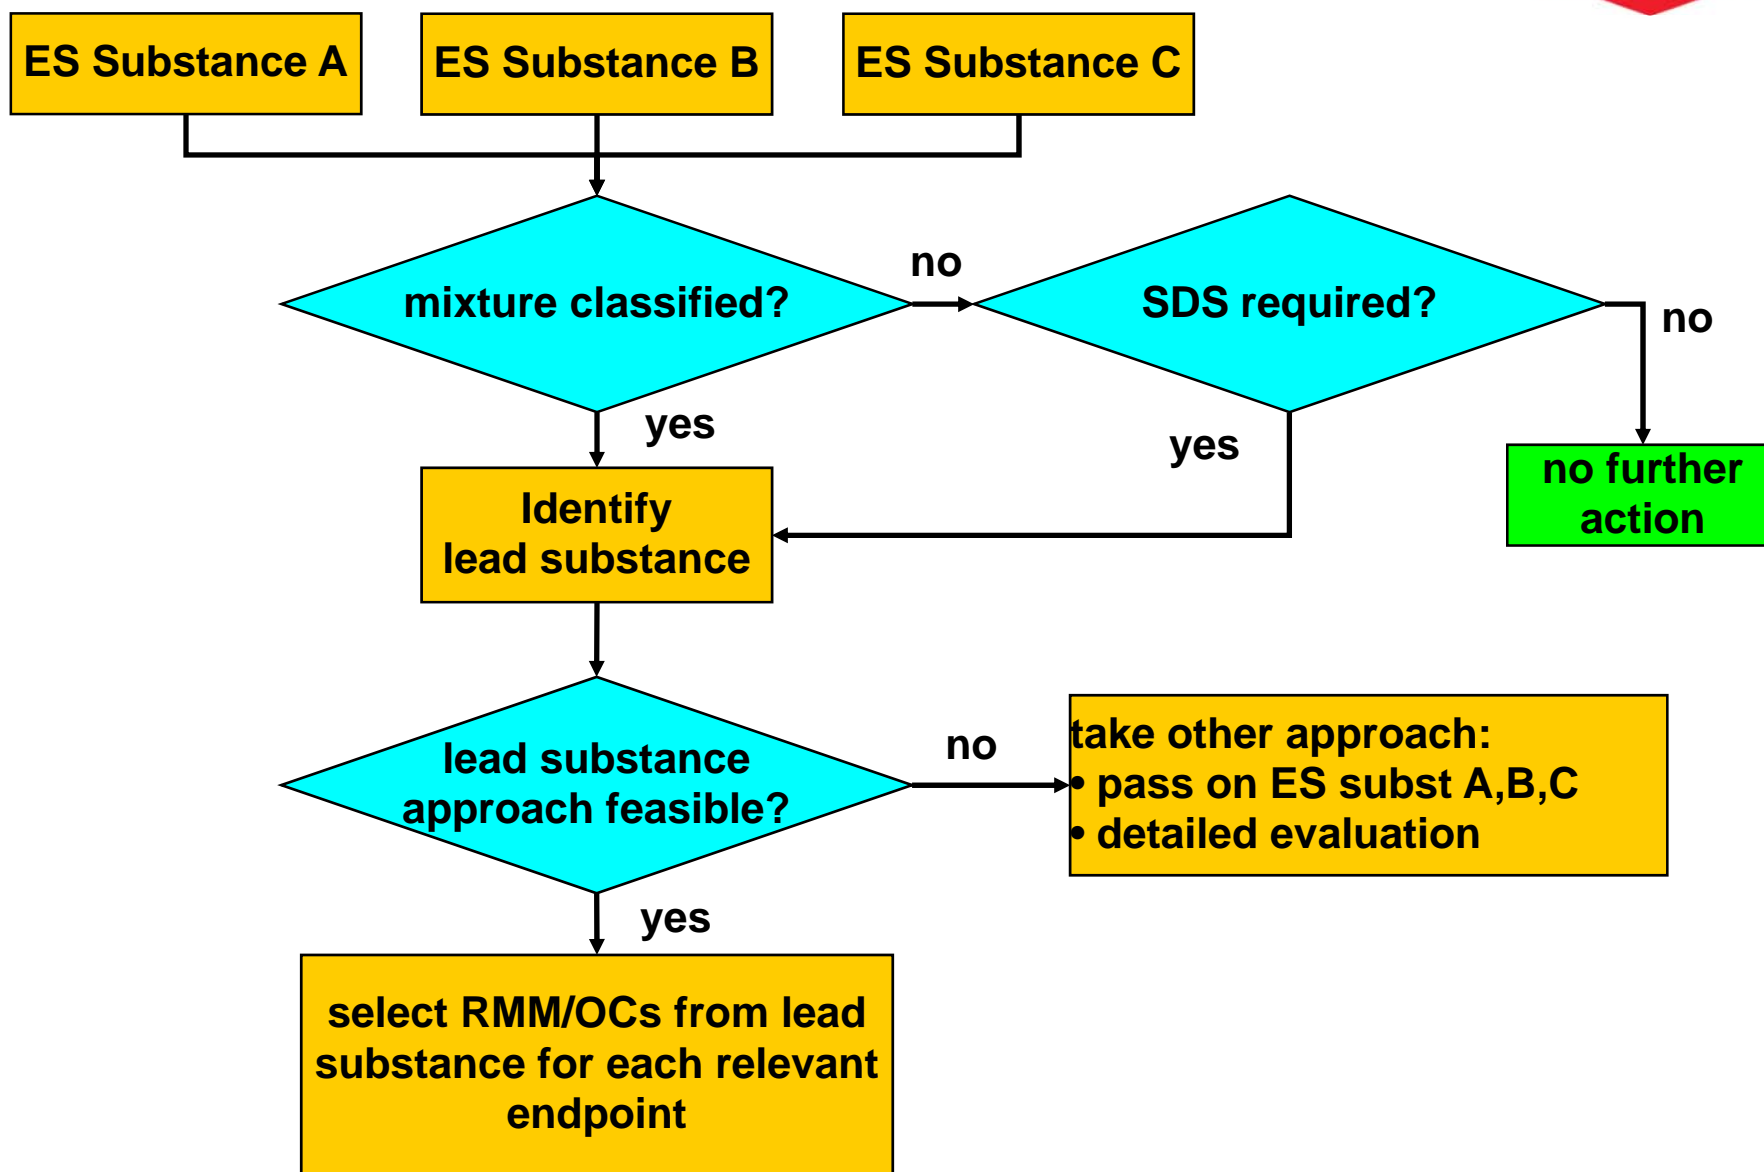 ES Substance A
ES Substance B
ES Substance C
mixture classified?
no
SDS required?
no
yes
yes
no further
action
Identify
lead substance
lead substance
approach feasible?
no
take other approach:
• pass on ES subst A,B,C
• detailed evaluation
yes
select RMM/OCs from lead
substance for each relevant
endpoint